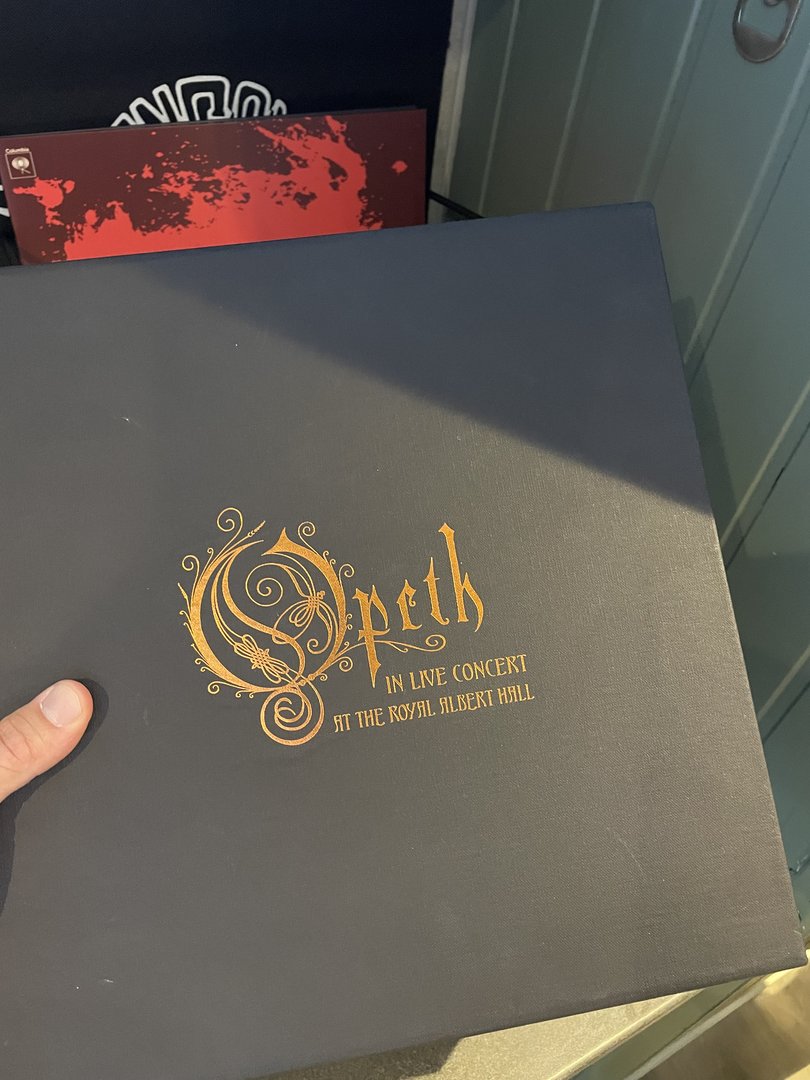 Columbia
Opeth
IN LIVE CONCERT
AT THE ROYAL ALBERT HALL